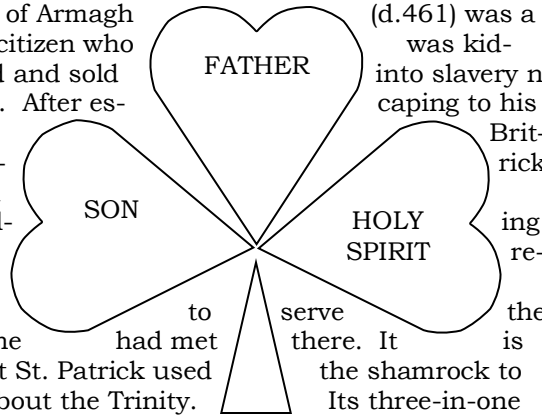 of Armagh (d.461) was a
citizen who was kid-
d and sold into slavery n
. After es- caping to his
Brit-
- rick
l- ing
re-
to serve the
ne had met there. It is
t St. Patrick used the shamrock to
bout the Trinity. Its three-in-one
FATHER
SON
HOLY
SPIRIT